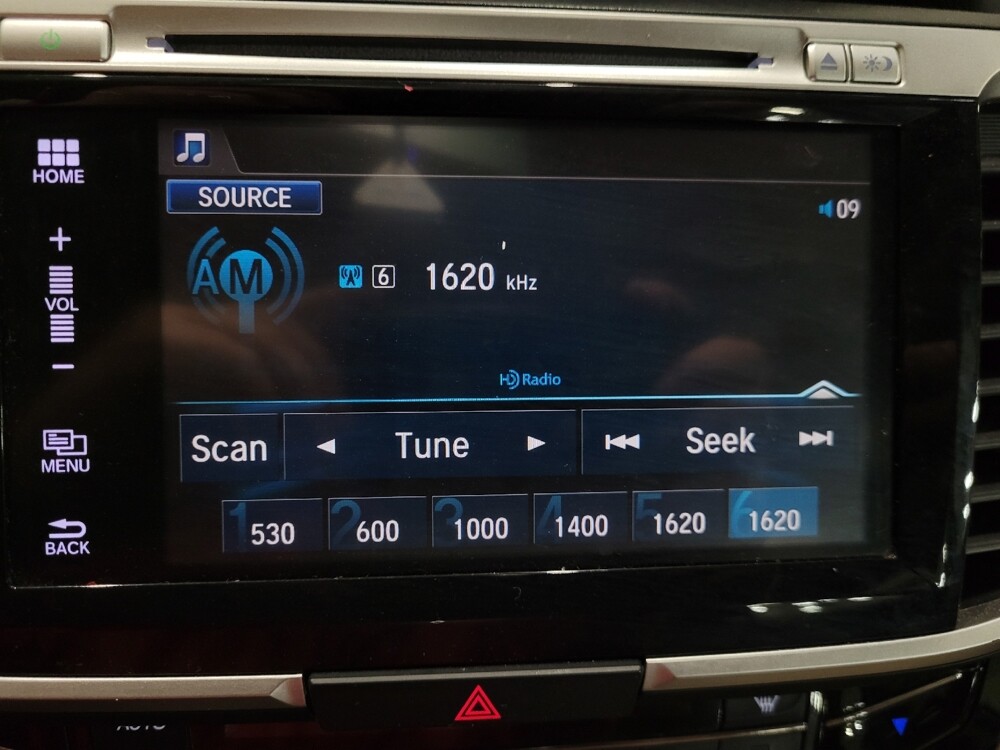 HOME
SOURCE
09
+
AM
6 1620 kHz
VOL
−
HD Radio
Scan Tune Seek
MENU
1 530 2 600 3 1000 4 1400 5 1620 6 1620
BACK
AUTO